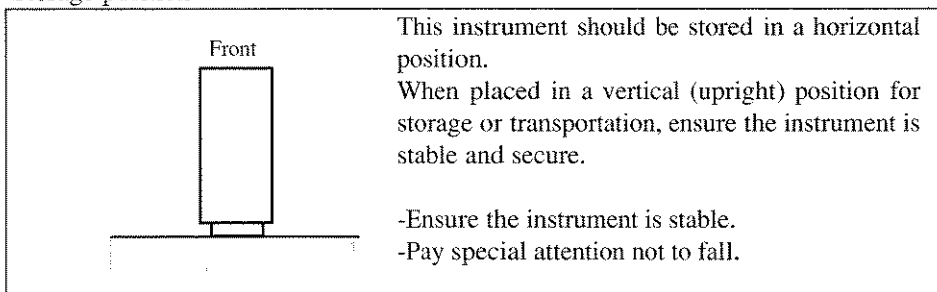 Front
This instrument should be stored in a horizontal
position.
When placed in a vertical (upright) position for
storage or transportation, ensure the instrument is
stable and secure.
-Ensure the instrument is stable.
-Pay special attention not to fall.